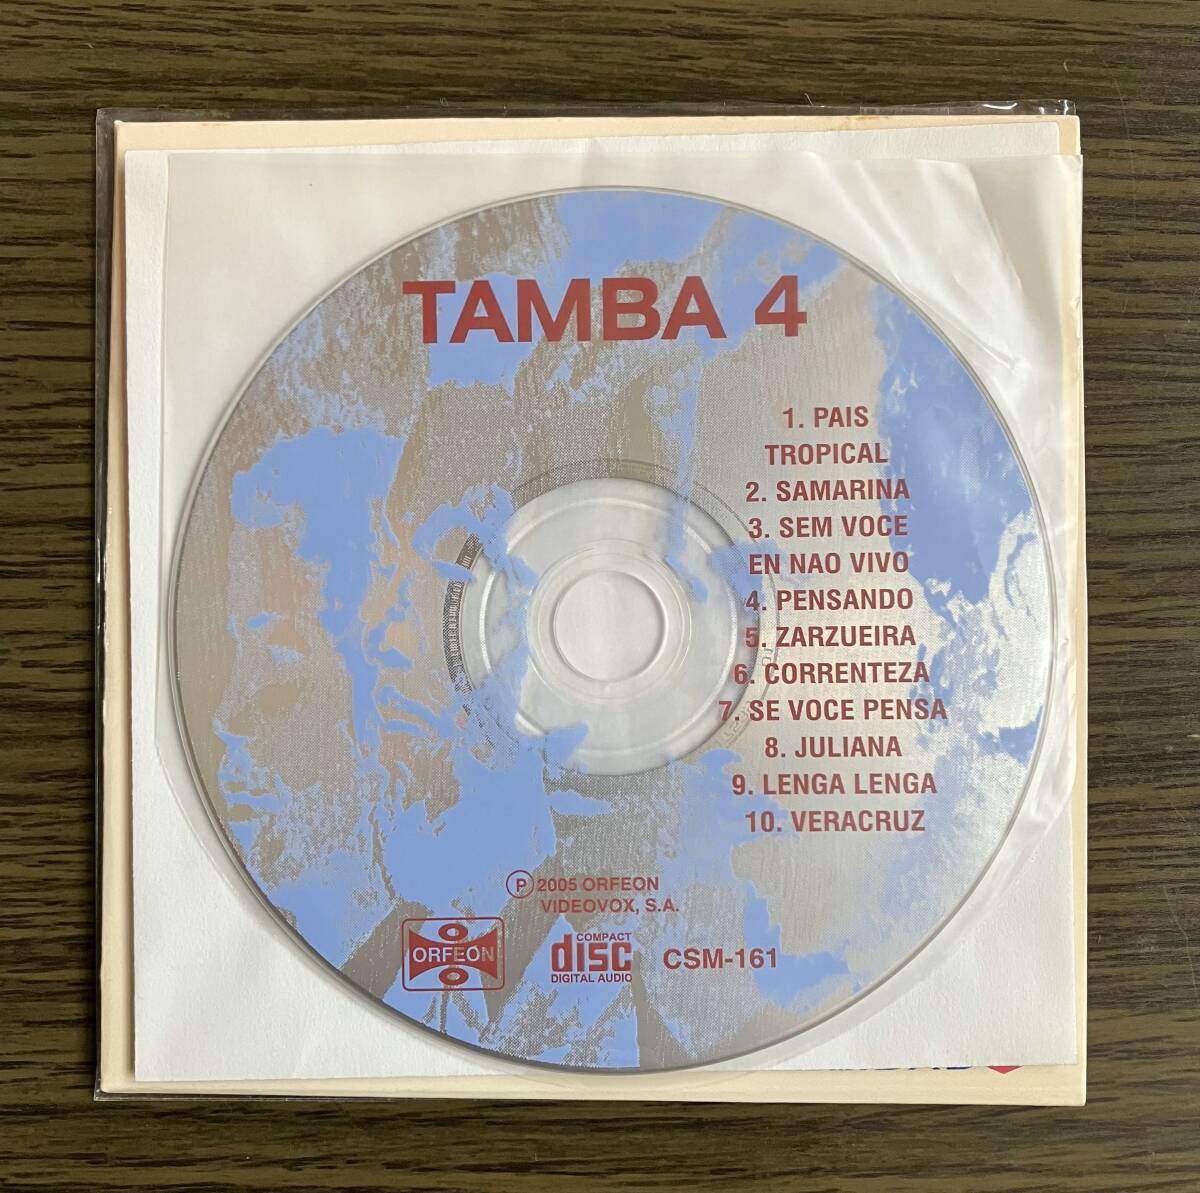 TAMBA 4
1. PAIS
TROPICAL
2. SAMARINA
3. SEM VOCE
EN NAO VIVO
4. PENSANDO
5. ZARZUEIRA
6. CORRENTEZA
7. SE VOCE PENSA
8. JULIANA
9. LENGA LENGA
10. VERACRUZ
Ⓟ 2005 ORFEON
VIDEOVOX, S.A.
ORFEON
COMPACT
disc
DIGITAL AUDIO
CSM-161